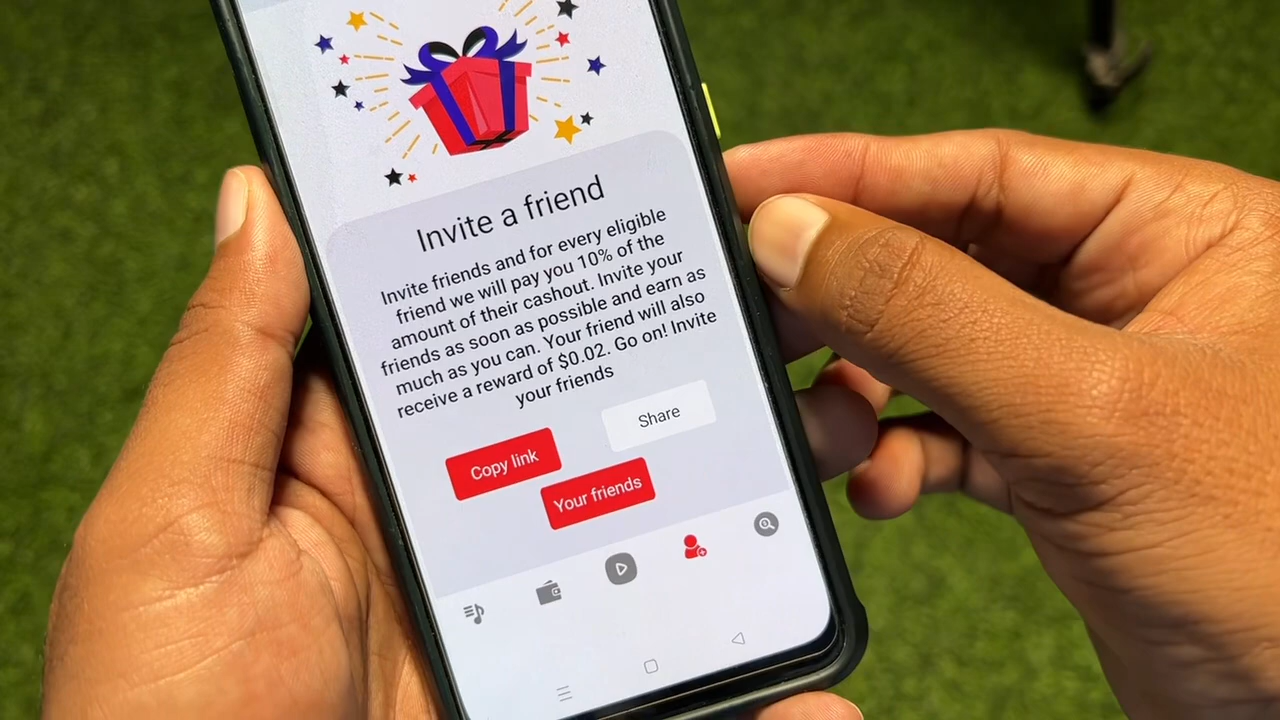 Invite a friend
Invite friends and for every eligible
friend we will pay you 10% of the
amount of their cashout. Invite your
friends as soon as possible and earn as
much as you can. Your friend will also
receive a reward of $0.02. Go on! Invite
your friends
Share
Copy link
Your friends